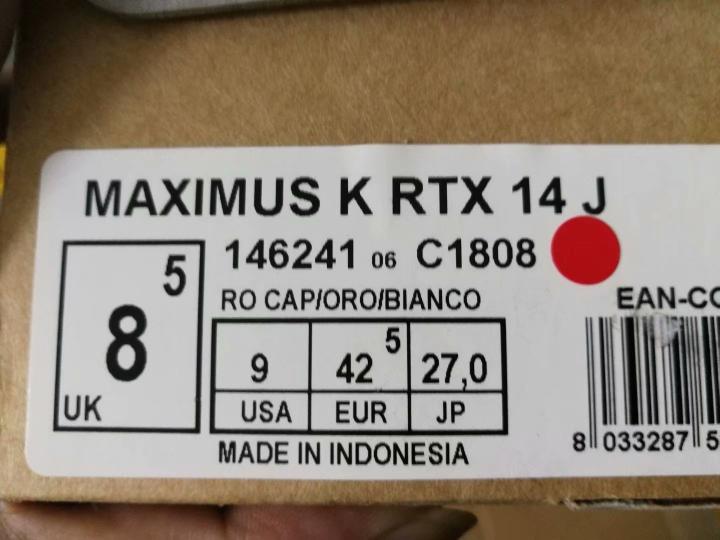 MAXIMUS K RTX 14 J
146241 06 C1808
RO CAP/ORO/BIANCO
8 5
UK
9 42 5 27,0
USA EUR JP
MADE IN INDONESIA
EAN-CO
8 033287 5